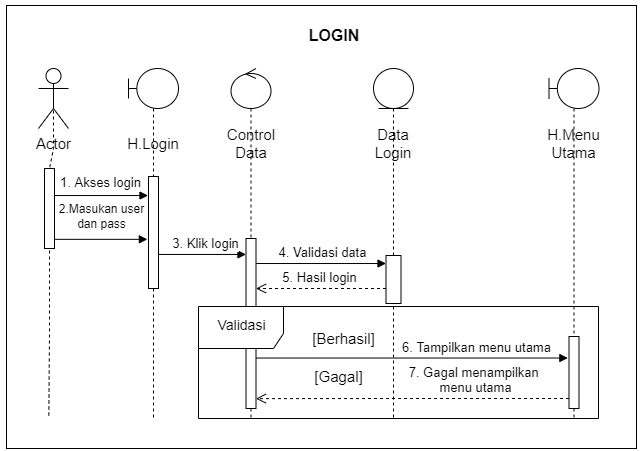 LOGIN
Actor
H.Login
Control
Data
Data
Login
H.Menu
Utama
1. Akses login
2.Masukan user
dan pass
3. Klik login
4. Validasi data
5. Hasil login
Validasi
[Berhasil]
6. Tampilkan menu utama
[Gagal]
7. Gagal menampilkan
menu utama